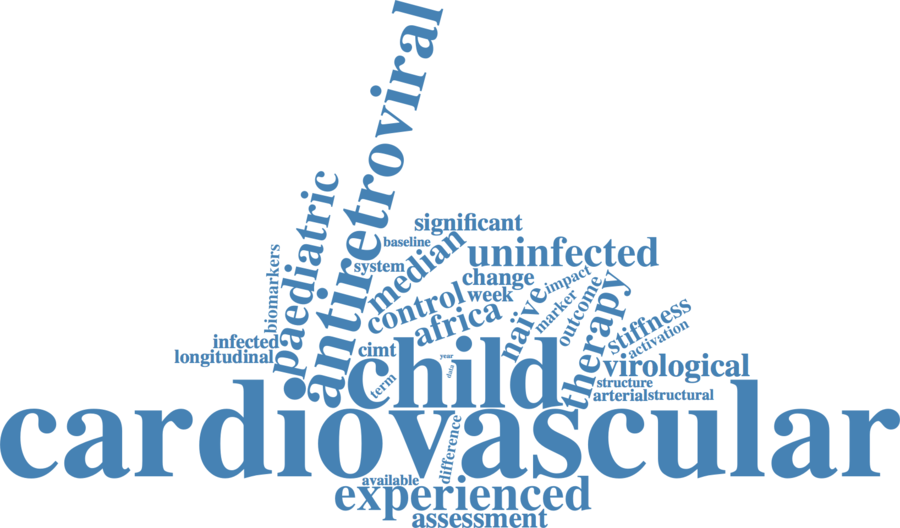 antiretroviral
paediatric
significant
biomarkers
baseline
median
uninfected
system
change
impact
control
week
naïve
marker
outcome
therapy
africa
stiffness
activation
infected
longitudinal
cimt
year
data
term
child
virological
structure
arterial
structural
cardiovascular
difference
available
experienced
assessment